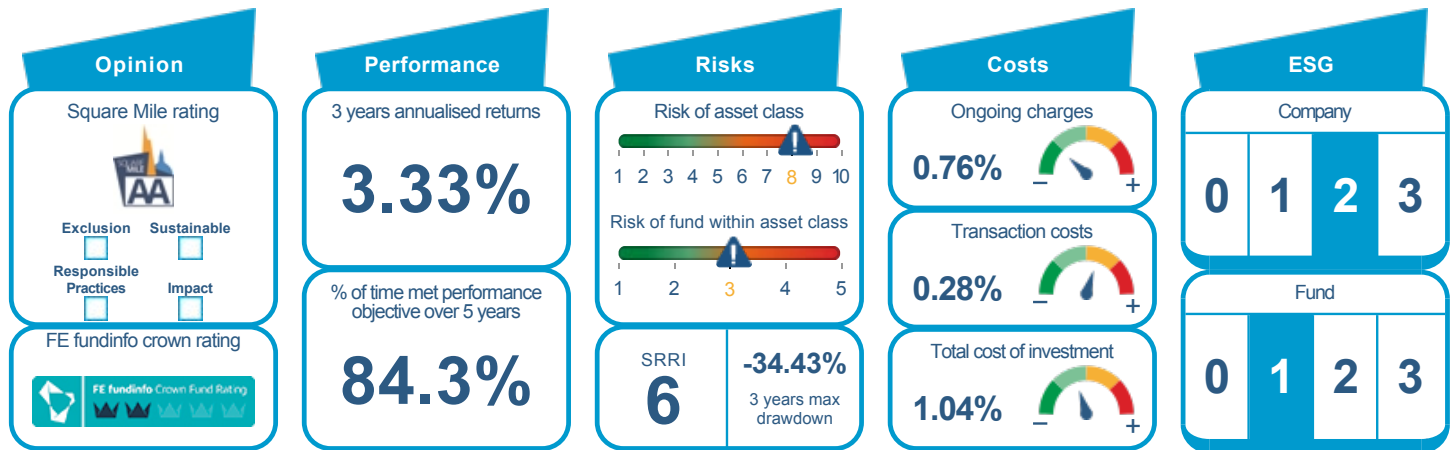 Opinion
Square Mile rating
SQUARE
MILE
AA
Exclusion Sustainable
Responsible
Practices Impact
FE fundinfo crown rating
FE fundinfo Crown Fund Rating
Performance
3 years annualised returns
3.33%
% of time met performance
objective over 5 years
84.3%
Risks
Risk of asset class
1 2 3 4 5 6 7 8 9 10
Risk of fund within asset class
1 2 3 4 5
SRRI
6
-34.43%
3 years max
drawdown
Costs
Ongoing charges
0.76%
− +
Transaction costs
0.28%
− +
Total cost of investment
1.04%
− +
ESG
Company
0 1 2 3
Fund
0 1 2 3